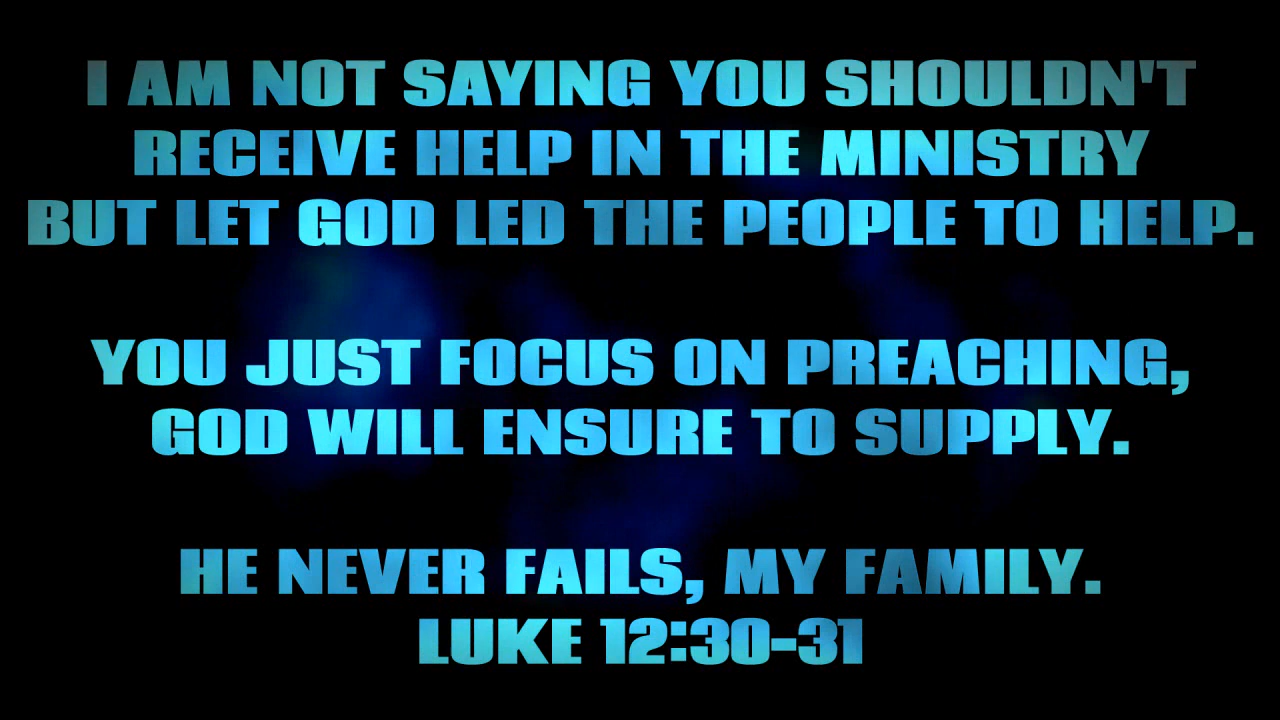 I AM NOT SAYING YOU SHOULDN'T
RECEIVE HELP IN THE MINISTRY
BUT LET GOD LED THE PEOPLE TO HELP.
YOU JUST FOCUS ON PREACHING,
GOD WILL ENSURE TO SUPPLY.
HE NEVER FAILS, MY FAMILY.
LUKE 12:30-31